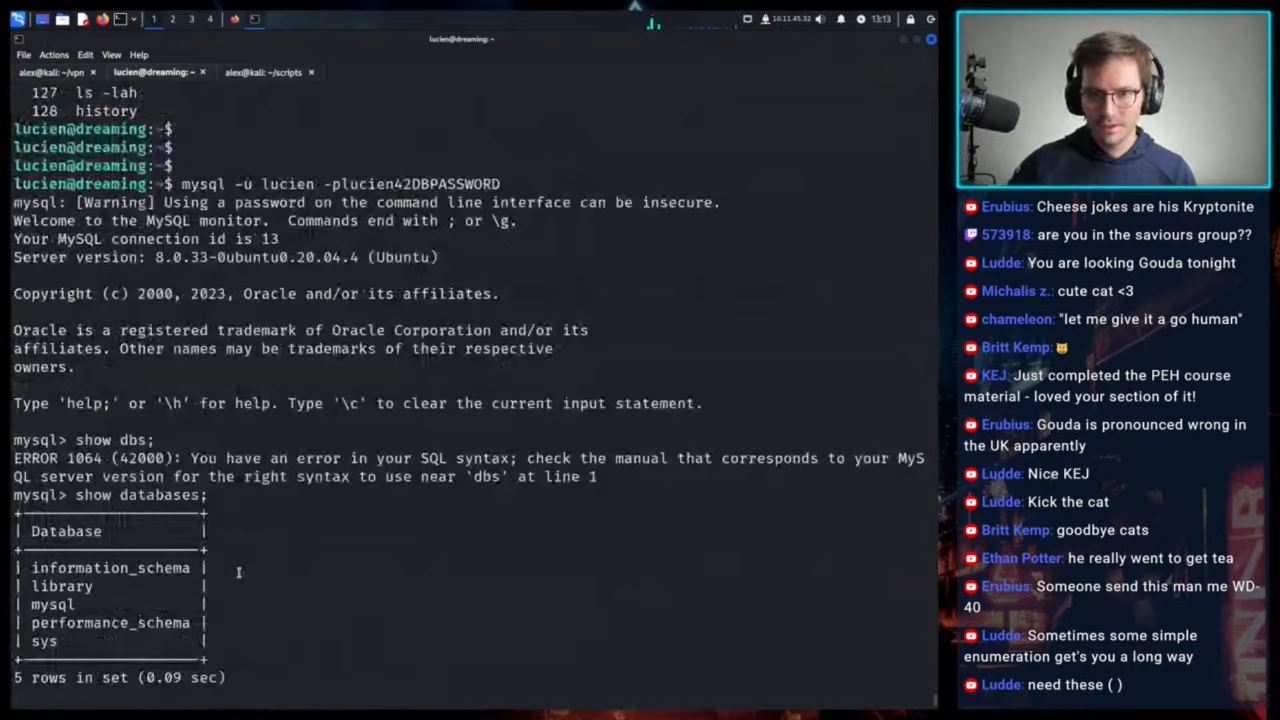 1 2 3 4
10.11.45.32
13:13
lucien@dreaming: ~
File Actions Edit View Help
alex@kali: ~/vpn × lucien@dreaming: ~ × alex@kali: ~/scripts ×
127 ls -lah
128 history
lucien@dreaming:~$
lucien@dreaming:~$
lucien@dreaming:~$
lucien@dreaming:~$ mysql -u lucien -plucien42DBPASSWORD
mysql: [Warning] Using a password on the command line interface can be insecure.
Welcome to the MySQL monitor.  Commands end with ; or \g.
Your MySQL connection id is 13
Server version: 8.0.33-0ubuntu0.20.04.4 (Ubuntu)
Copyright (c) 2000, 2023, Oracle and/or its affiliates.
Oracle is a registered trademark of Oracle Corporation and/or its
affiliates. Other names may be trademarks of their respective
owners.
Type 'help;' or '\h' for help. Type '\c' to clear the current input statement.
mysql> show dbs;
ERROR 1064 (42000): You have an error in your SQL syntax; check the manual that corresponds to your MyS
QL server version for the right syntax to use near 'dbs' at line 1
mysql> show databases;
+--------------------+
| Database           |
+--------------------+
| information_schema |
| library            |
| mysql              |
| performance_schema |
| sys                |
+--------------------+
5 rows in set (0.09 sec)
Erubius: Cheese jokes are his Kryptonite
573918: are you in the saviours group??
Ludde: You are looking Gouda tonight
Michalis z.: cute cat <3
chameleon: "let me give it a go human"
Britt Kemp: 🐱
KEJ: Just completed the PEH course
material - loved your section of it!
Erubius: Gouda is pronounced wrong in
the UK apparently
Ludde: Nice KEJ
Ludde: Kick the cat
Britt Kemp: goodbye cats
Ethan Potter: he really went to get tea
Erubius: Someone send this man me WD-
40
Ludde: Sometimes some simple
enumeration get's you a long way
Ludde: need these ( )